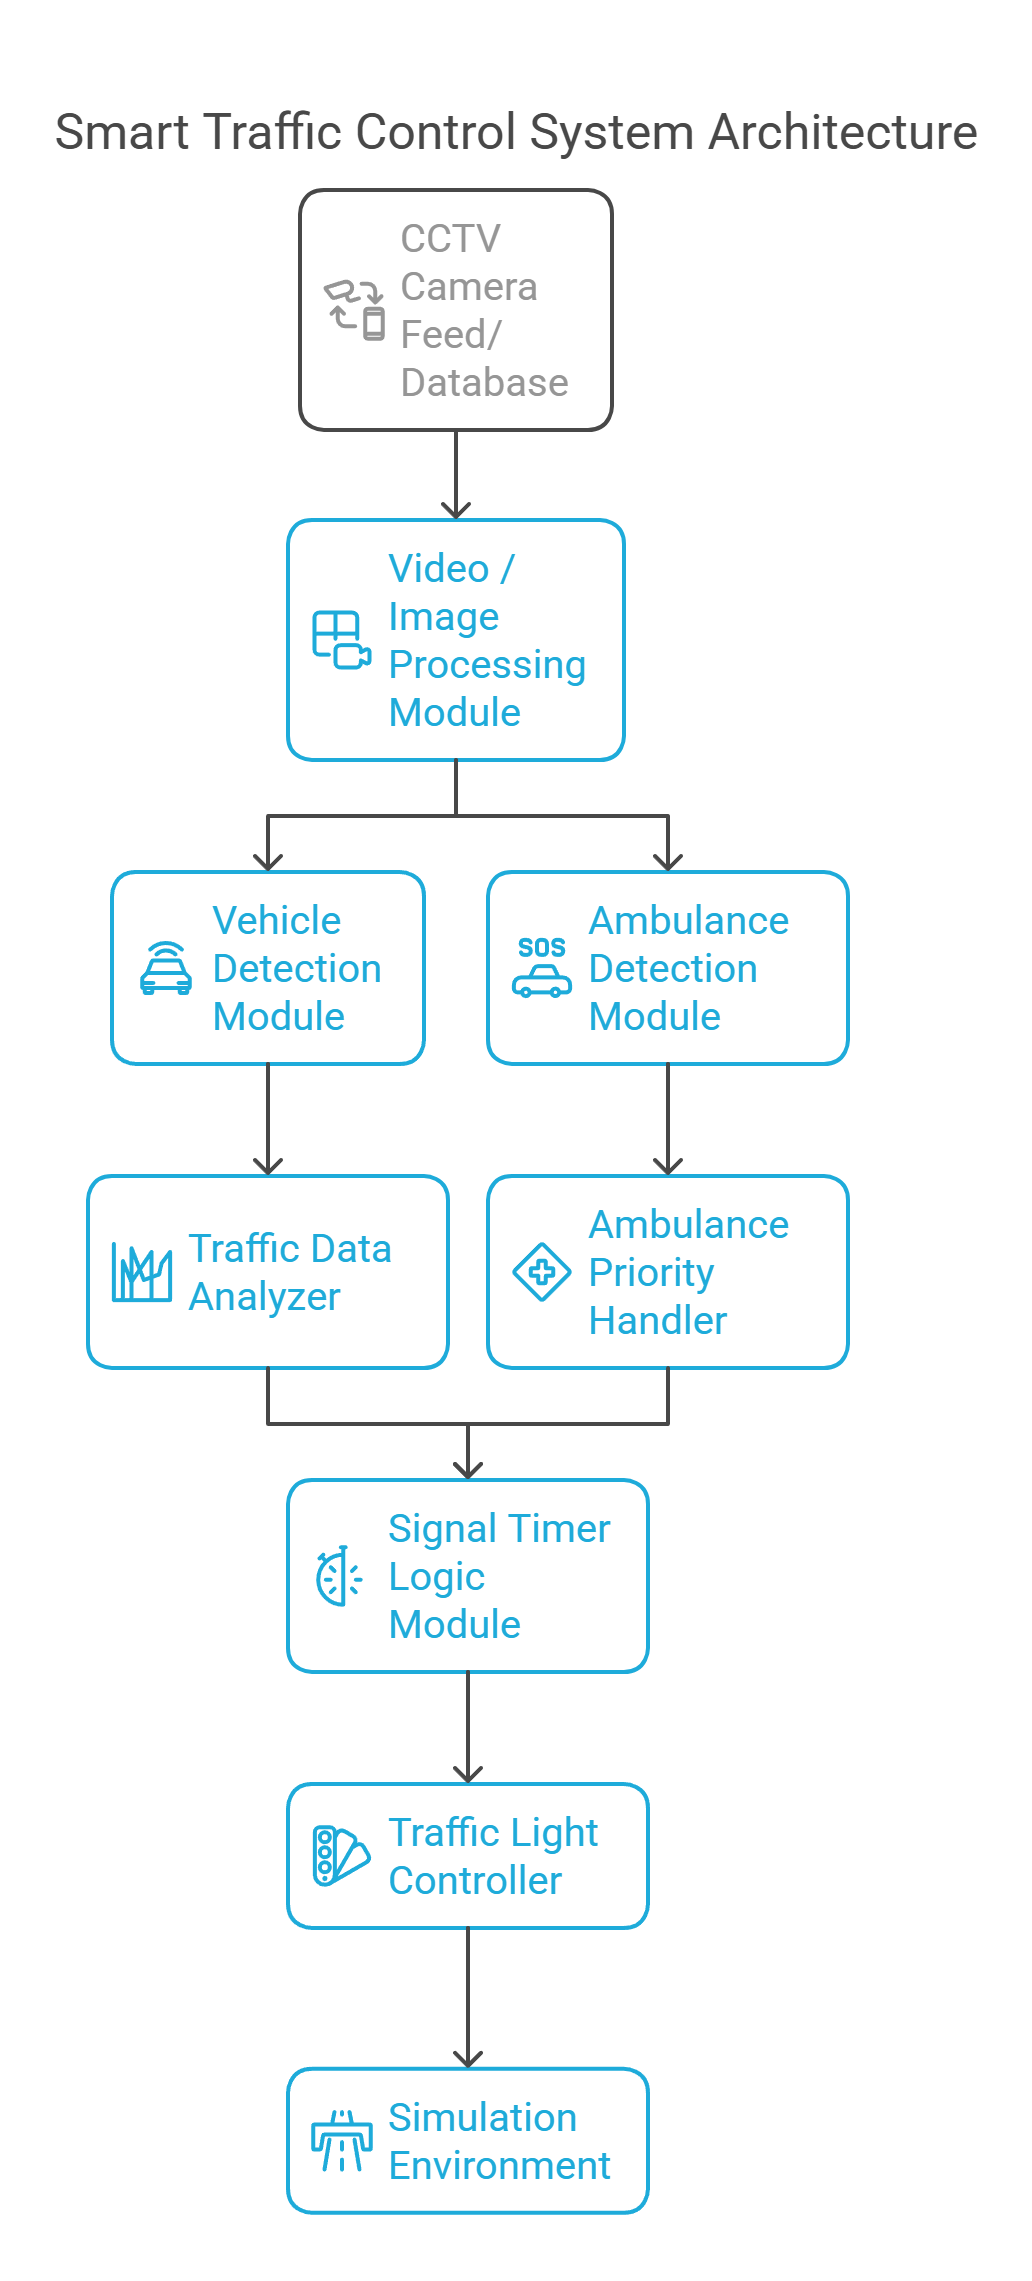 Smart Traffic Control System Architecture
CCTV
Camera
Feed/
Database
Video /
Image
Processing
Module
Vehicle
Detection
Module
SOS
Ambulance
Detection
Module
Traffic Data
Analyzer
Ambulance
Priority
Handler
Signal Timer
Logic
Module
Traffic Light
Controller
Simulation
Environment